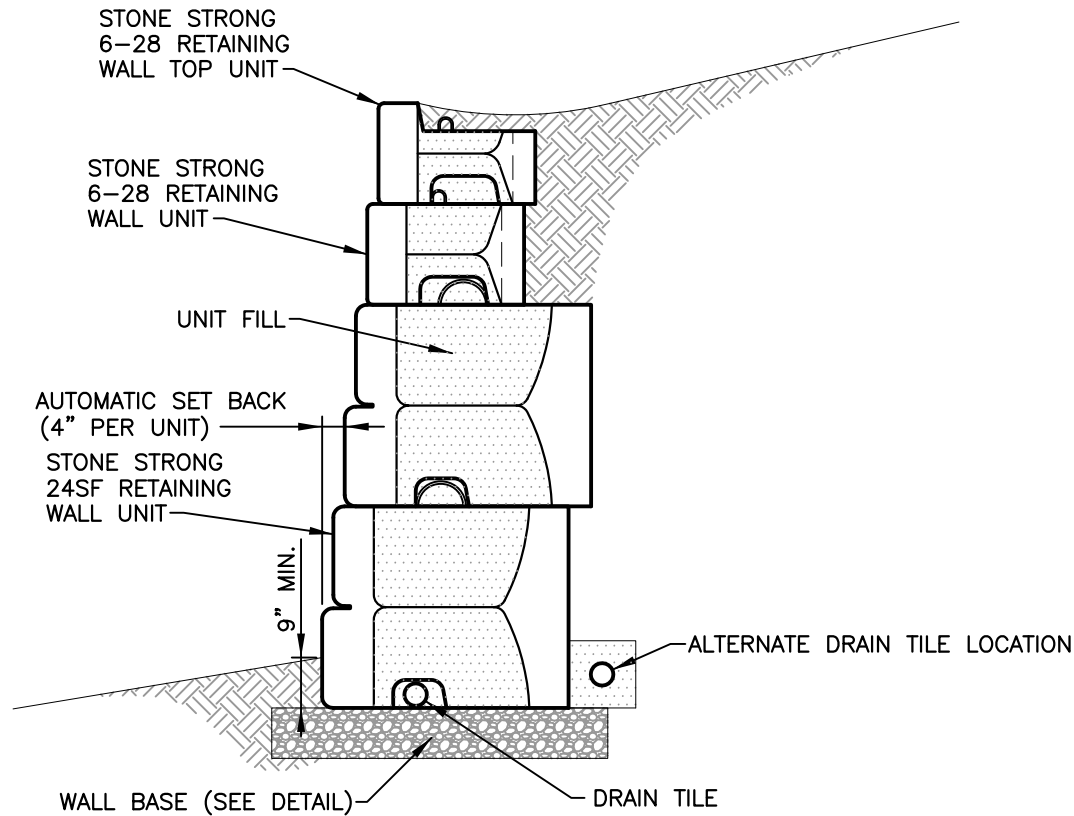 STONE STRONG
6-28 RETAINING
WALL TOP UNIT
STONE STRONG
6-28 RETAINING
WALL UNIT
UNIT FILL
AUTOMATIC SET BACK
(4" PER UNIT)
STONE STRONG
24SF RETAINING
WALL UNIT
9" MIN.
ALTERNATE DRAIN TILE LOCATION
WALL BASE (SEE DETAIL)
DRAIN TILE